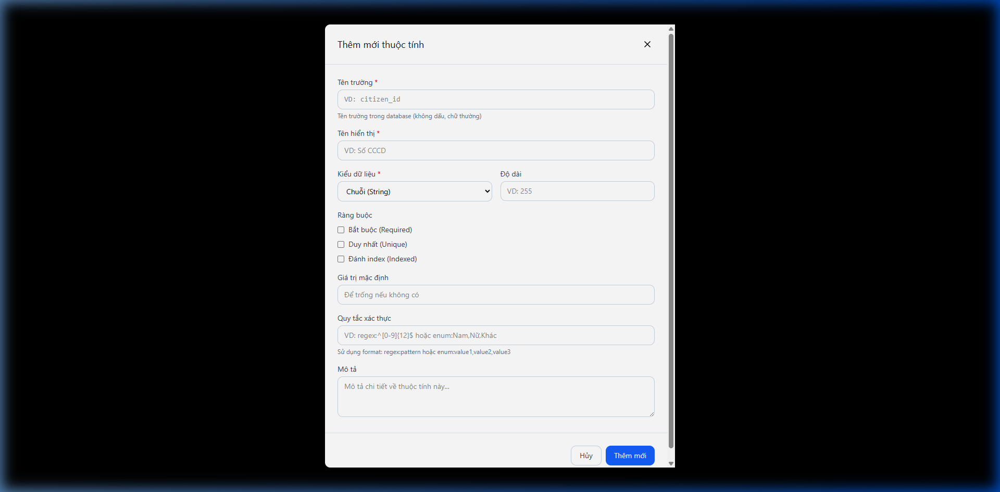 Thêm mới thuộc tính
Tên trường *
VD: citizen_id
Tên trường trong database (không dấu, chữ thường)
Tên hiển thị *
VD: Số CCCD
Kiểu dữ liệu *
Độ dài
Chuỗi (String)
VD: 255
Ràng buộc
Bắt buộc (Required)
Duy nhất (Unique)
Đánh index (Indexed)
Giá trị mặc định
Để trống nếu không có
Quy tắc xác thực
VD: regex:^[0-9]{12}$ hoặc enum:Nam,Nữ,Khác
Sử dụng format: regex:pattern hoặc enum:value1,value2,value3
Mô tả
Mô tả chi tiết về thuộc tính này...
Hủy
Thêm mới